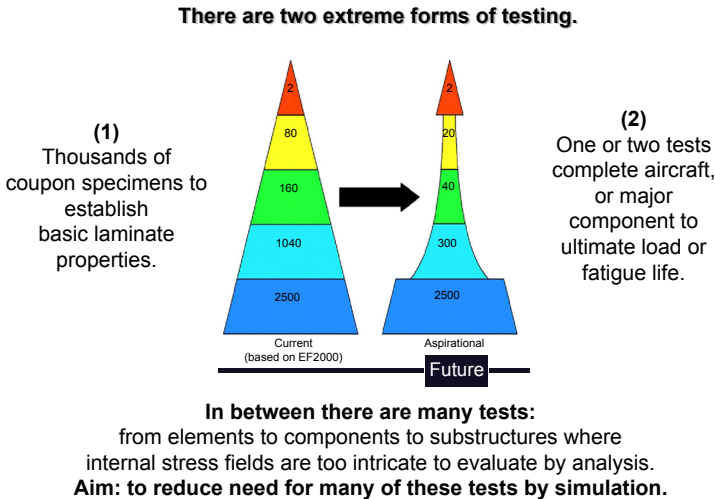 There are two extreme forms of testing.
(1)
Thousands of
coupon specimens to
establish
basic laminate
properties.
2
80
160
1040
2500
Current
(based on EF2000)
2
20
40
300
2500
Aspirational
Future
(2)
One or two tests
complete aircraft,
or major
component to
ultimate load or
fatigue life.
In between there are many tests:
from elements to components to substructures where
internal stress fields are too intricate to evaluate by analysis.
Aim: to reduce need for many of these tests by simulation.